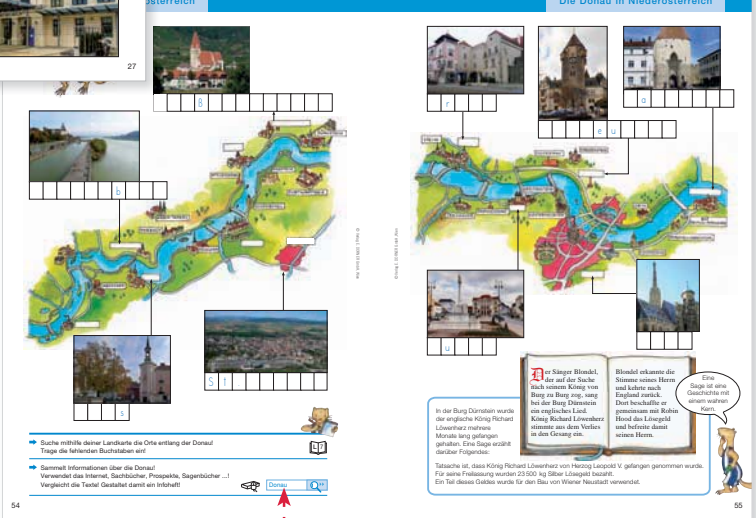 österreich
Die Donau in Niederösterreich
27
ß
b
s
S t
r
e u
a
u
Suche mithilfe deiner Landkarte die Orte entlang der Donau!
Trage die fehlenden Buchstaben ein!
Sammelt Informationen über die Donau!
Verwendet das Internet, Sachbücher, Prospekte, Sagenbücher ...!
Vergleicht die Texte! Gestaltet damit ein Infoheft!
Donau
54
In der Burg Dürnstein wurde
der englische König Richard
Löwenherz mehrere
Monate lang gefangen
gehalten. Eine Sage erzählt
darüber Folgendes:
Der Sänger Blondel,
der auf der Suche
nach seinem König von
Burg zu Burg zog, sang
bei der Burg Dürnstein
ein englisches Lied.
König Richard Löwenherz
stimmte aus dem Verlies
in den Gesang ein.
Blondel erkannte die
Stimme seines Herrn
und kehrte nach
England zurück.
Dort beschaffte er
gemeinsam mit Robin
Hood das Lösegeld
und befreite damit
seinen Herrn.
Eine
Sage ist eine
Geschichte mit
einem wahren
Kern.
Tatsache ist, dass König Richard Löwenherz von Herzog Leopold V. gefangen genommen wurde.
Für seine Freilassung wurden 23 500 kg Silber Lösegeld bezahlt.
Ein Teil dieses Geldes wurde für den Bau von Wiener Neustadt verwendet.
55